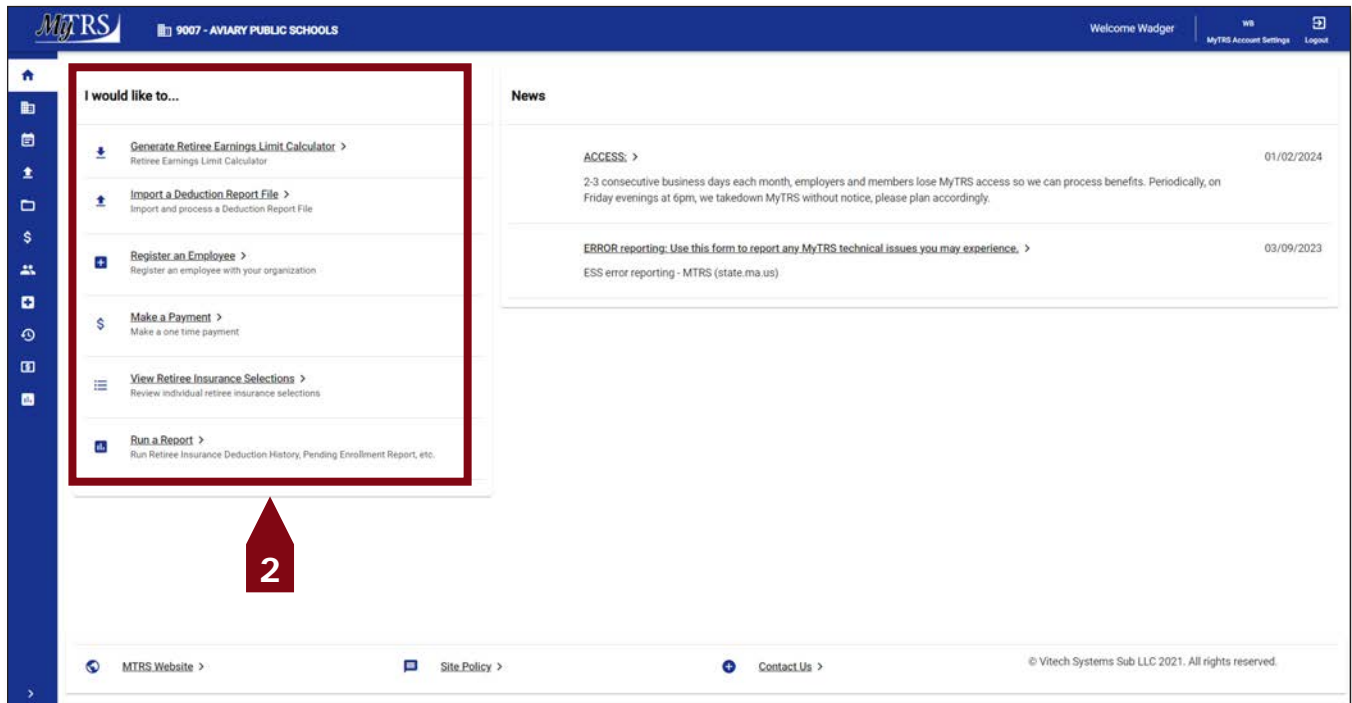 MyTRS
9007 - AVIARY PUBLIC SCHOOLS
Welcome Wadger
WB
MyTRS Account Settings
Logout
I would like to...
Generate Retiree Earnings Limit Calculator >
Retiree Earnings Limit Calculator
Import a Deduction Report File >
Import and process a Deduction Report File
Register an Employee >
Register an employee with your organization
Make a Payment >
Make a one time payment
View Retiree Insurance Selections >
Review individual retiree insurance selections
Run a Report >
Run Retiree Insurance Deduction History, Pending Enrollment Report, etc.
2
News
ACCESS: >
01/02/2024
2-3 consecutive business days each month, employers and members lose MyTRS access so we can process benefits. Periodically, on
Friday evenings at 6pm, we takedown MyTRS without notice, please plan accordingly.
ERROR reporting: Use this form to report any MyTRS technical issues you may experience. >
03/09/2023
ESS error reporting - MTRS (state.ma.us)
MTRS Website >
Site Policy >
Contact Us >
© Vitech Systems Sub LLC 2021. All rights reserved.